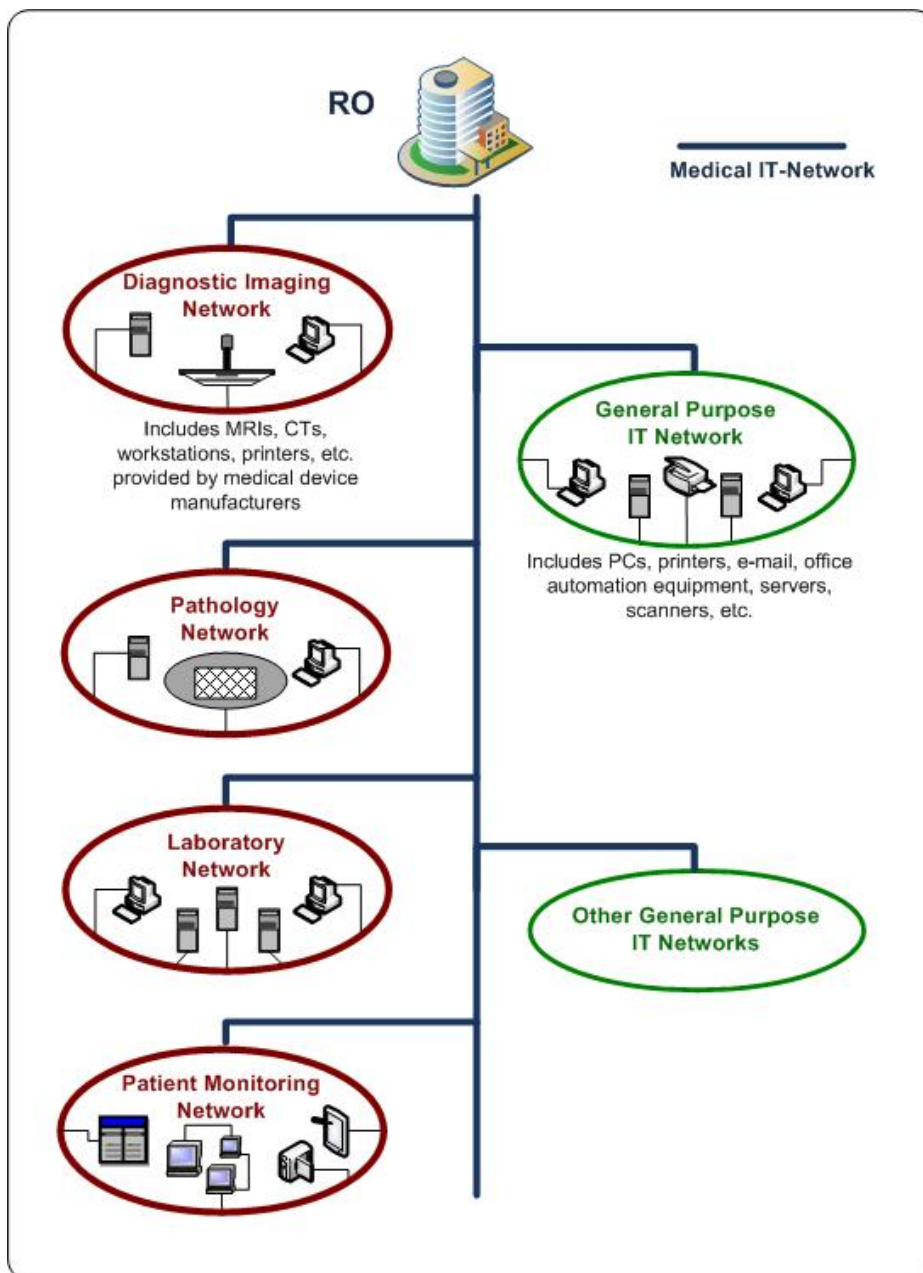 RO
Medical IT-Network
Diagnostic Imaging
Network
Includes MRIs, CTs,
workstations, printers, etc.
provided by medical device
manufacturers
General Purpose
IT Network
Includes PCs, printers, e-mail, office
automation equipment, servers,
scanners, etc.
Pathology
Network
Laboratory
Network
Other General Purpose
IT Networks
Patient Monitoring
Network